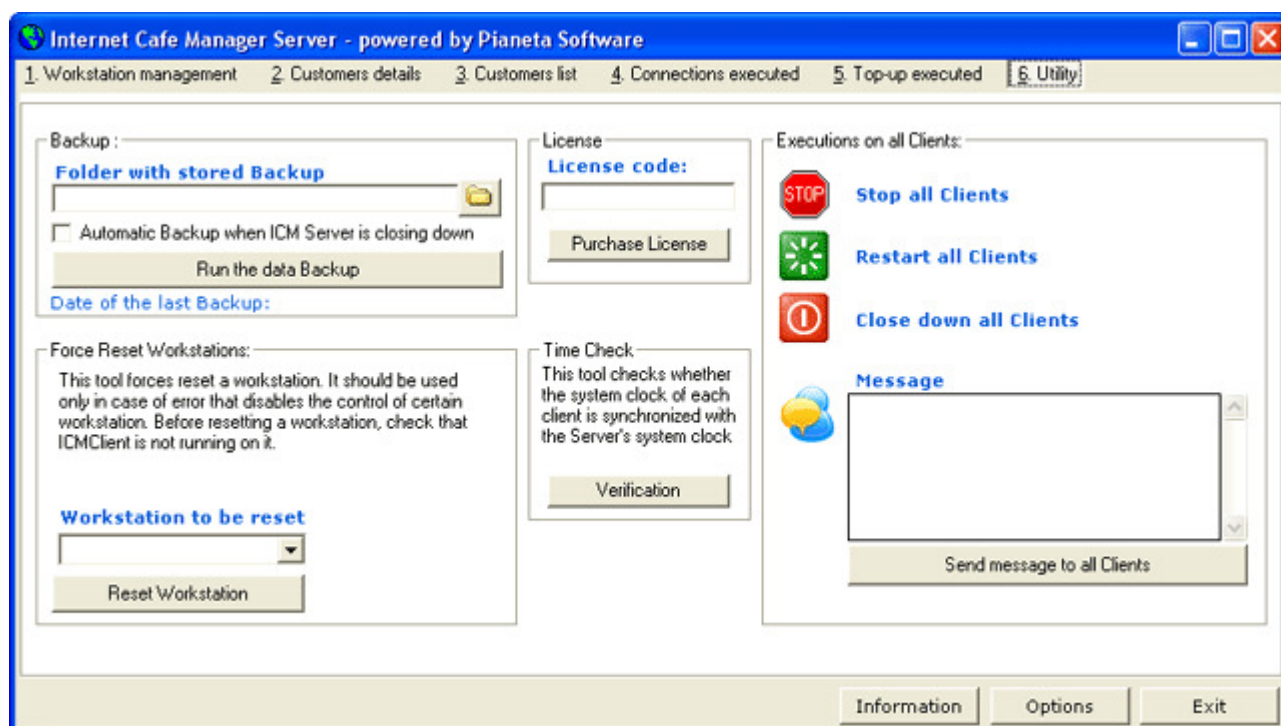 Internet Cafe Manager Server - powered by Pianeta Software
1. Workstation management 2. Customers details 3. Customers list 4. Connections executed 5. Top-up executed 6. Utility
Backup :
Folder with stored Backup
Automatic Backup when ICM Server is closing down
Run the data Backup
Date of the last Backup:
License
License code:
Purchase License
Executions on all Clients:
STOP
Stop all Clients
Restart all Clients
Close down all Clients
Message
Send message to all Clients
Force Reset Workstations:
This tool forces reset a workstation. It should be used
only in case of error that disables the control of certain
workstation. Before resetting a workstation, check that
ICMClient is not running on it.
Workstation to be reset
Reset Workstation
Time Check
This tool checks whether
the system clock of each
client is synchronized with
the Server's system clock
Verification
Information Options Exit